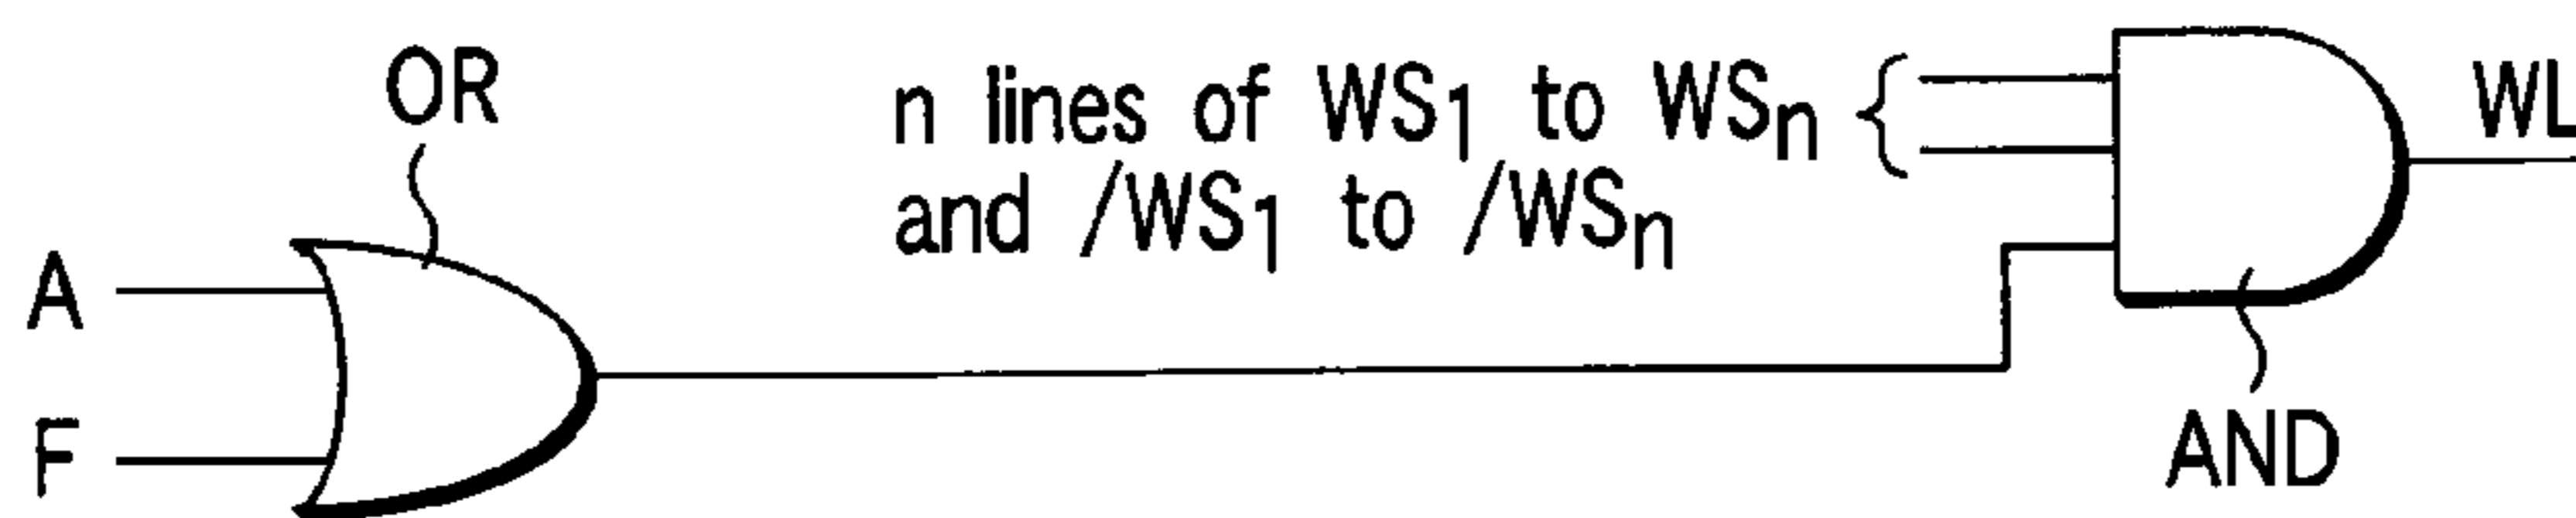 OR
n lines of WS1 to WSn
and /WS1 to /WSn
WL
A
F
AND